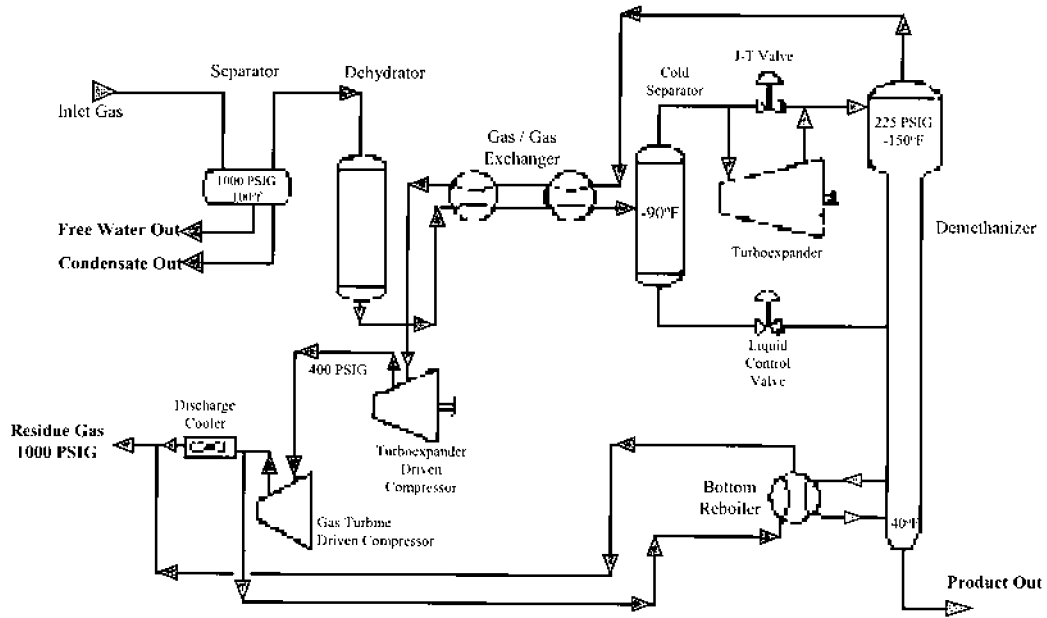 Inlet Gas
Separator
1000 PSIG
100°F
Free Water Out
Condensate Out
Dehydrator
Gas / Gas
Exchanger
Cold
Separator
-90°F
J-T Valve
Turboexpander
225 PSIG
-150°F
Demethanizer
Liquid
Control
Valve
400 PSIG
Turboexpander
Driven
Compressor
Discharge
Cooler
Residue Gas
1000 PSIG
Gas Turbine
Driven Compressor
Bottom
Reboiler
40°F
Product Out